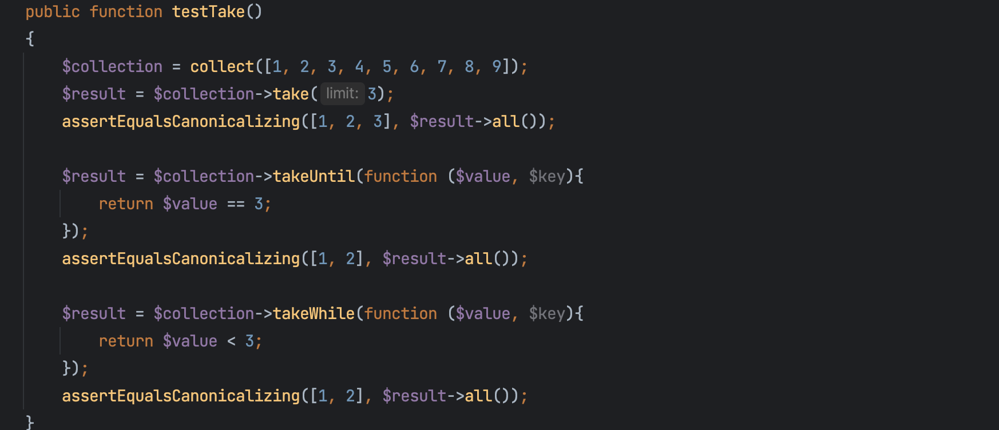 public function testTake()
{
$collection = collect([1, 2, 3, 4, 5, 6, 7, 8, 9]);
$result = $collection->take( limit: 3);
assertEqualsCanonicalizing([1, 2, 3], $result->all());
$result = $collection->takeUntil(function ($value, $key){
return $value == 3;
});
assertEqualsCanonicalizing([1, 2], $result->all());
$result = $collection->takeWhile(function ($value, $key){
return $value < 3;
});
assertEqualsCanonicalizing([1, 2], $result->all());
}